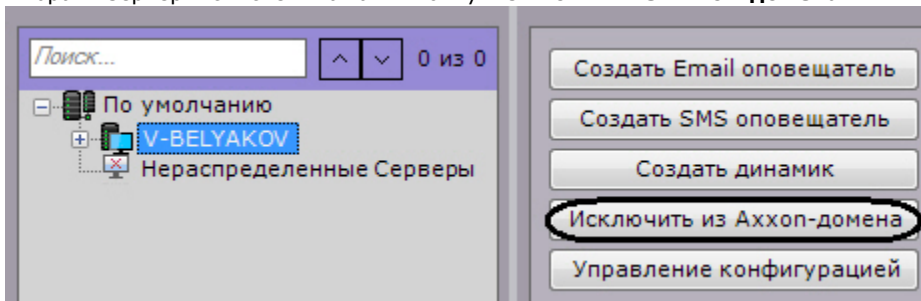 Поиск...
0 из 0
По умолчанию
V-BELYAKOV
Нераспределенные Серверы
Создать Email оповещатель
Создать SMS оповещатель
Создать динамик
Исключить из Axxon-домена
Управление конфигурацией